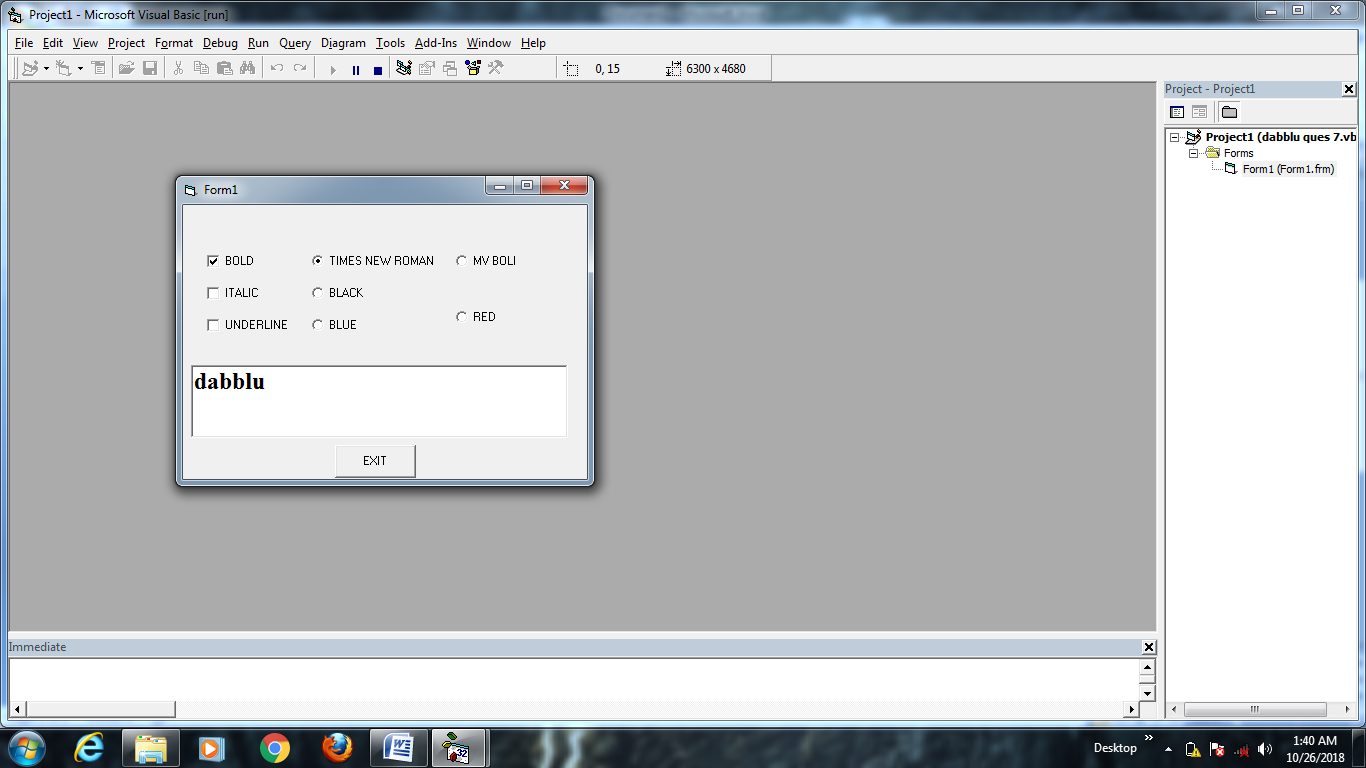 Project1 - Microsoft Visual Basic [run]
File Edit View Project Format Debug Run Query Diagram Tools Add-Ins Window Help
0, 15 6300 x 4680
Project - Project1
Project1 (dabblu ques 7.vb
Forms
Form1 (Form1.frm)
Form1
BOLD TIMES NEW ROMAN MV BOLI
ITALIC BLACK
RED
UNDERLINE BLUE
dabblu
EXIT
Immediate
Desktop
1:40 AM
10/26/2018